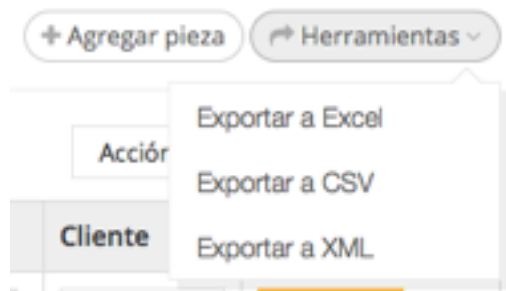 + Agregar pieza
Herramientas
Exportar a Excel
Acción
Exportar a CSV
Cliente
Exportar a XML